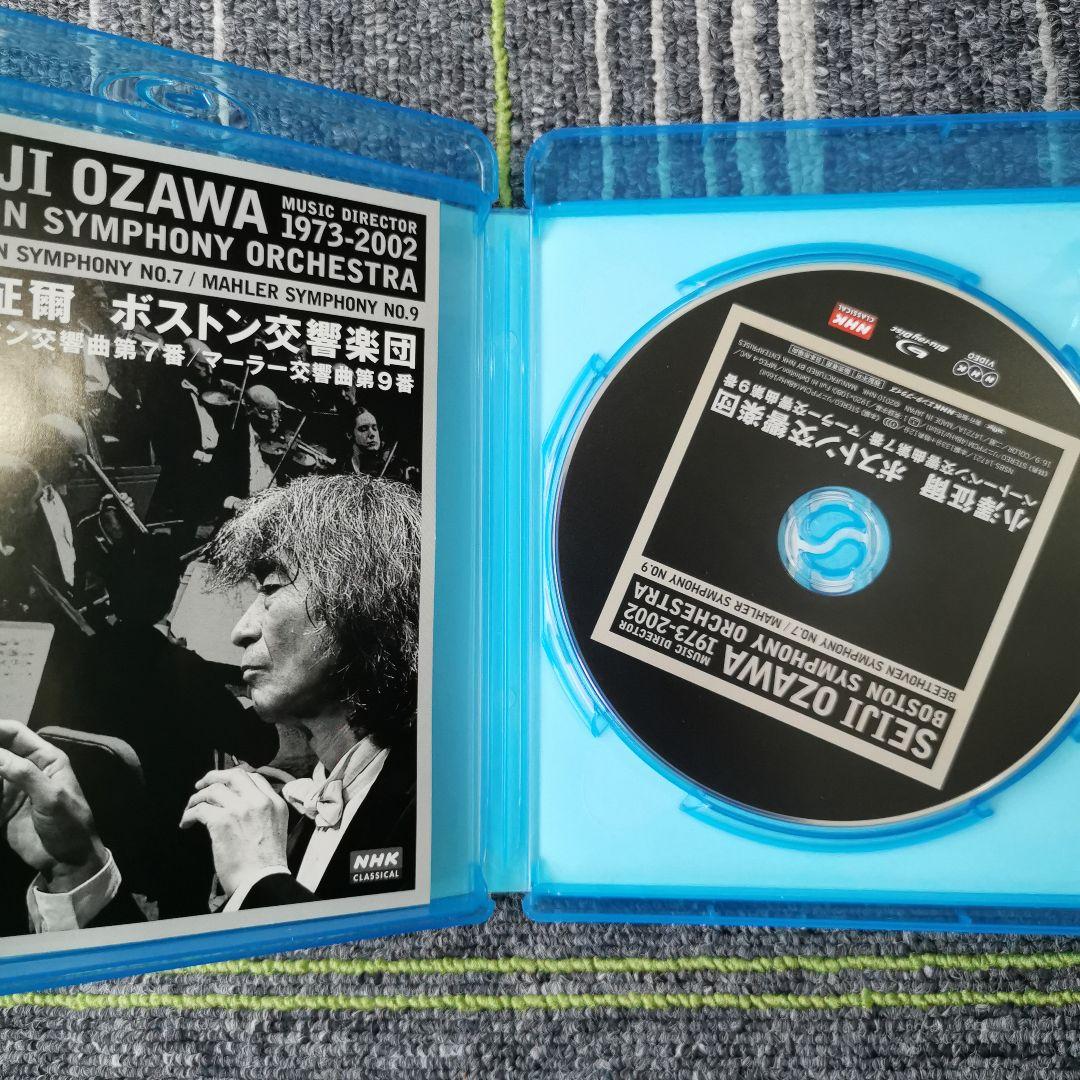 JI OZAWA
MUSIC DIRECTOR
1973-2002
N SYMPHONY ORCHESTRA
N SYMPHONY NO.7 / MAHLER SYMPHONY NO.9
征爾 ボストン交響楽団
ン交響曲第7番/マーラー交響曲第9番
NHK
CLASSICAL
SEIJI OZAWA
MUSIC DIRECTOR
1973-2002
BOSTON SYMPHONY ORCHESTRA
BEETHOVEN SYMPHONY NO.7 / MAHLER SYMPHONY NO.9
小澤征爾 ボストン交響楽団
ベートーベン交響曲第7番/マーラー交響曲第9番
NHK
VIDEO
Blu-ray Disc
NHK
CLASSICAL